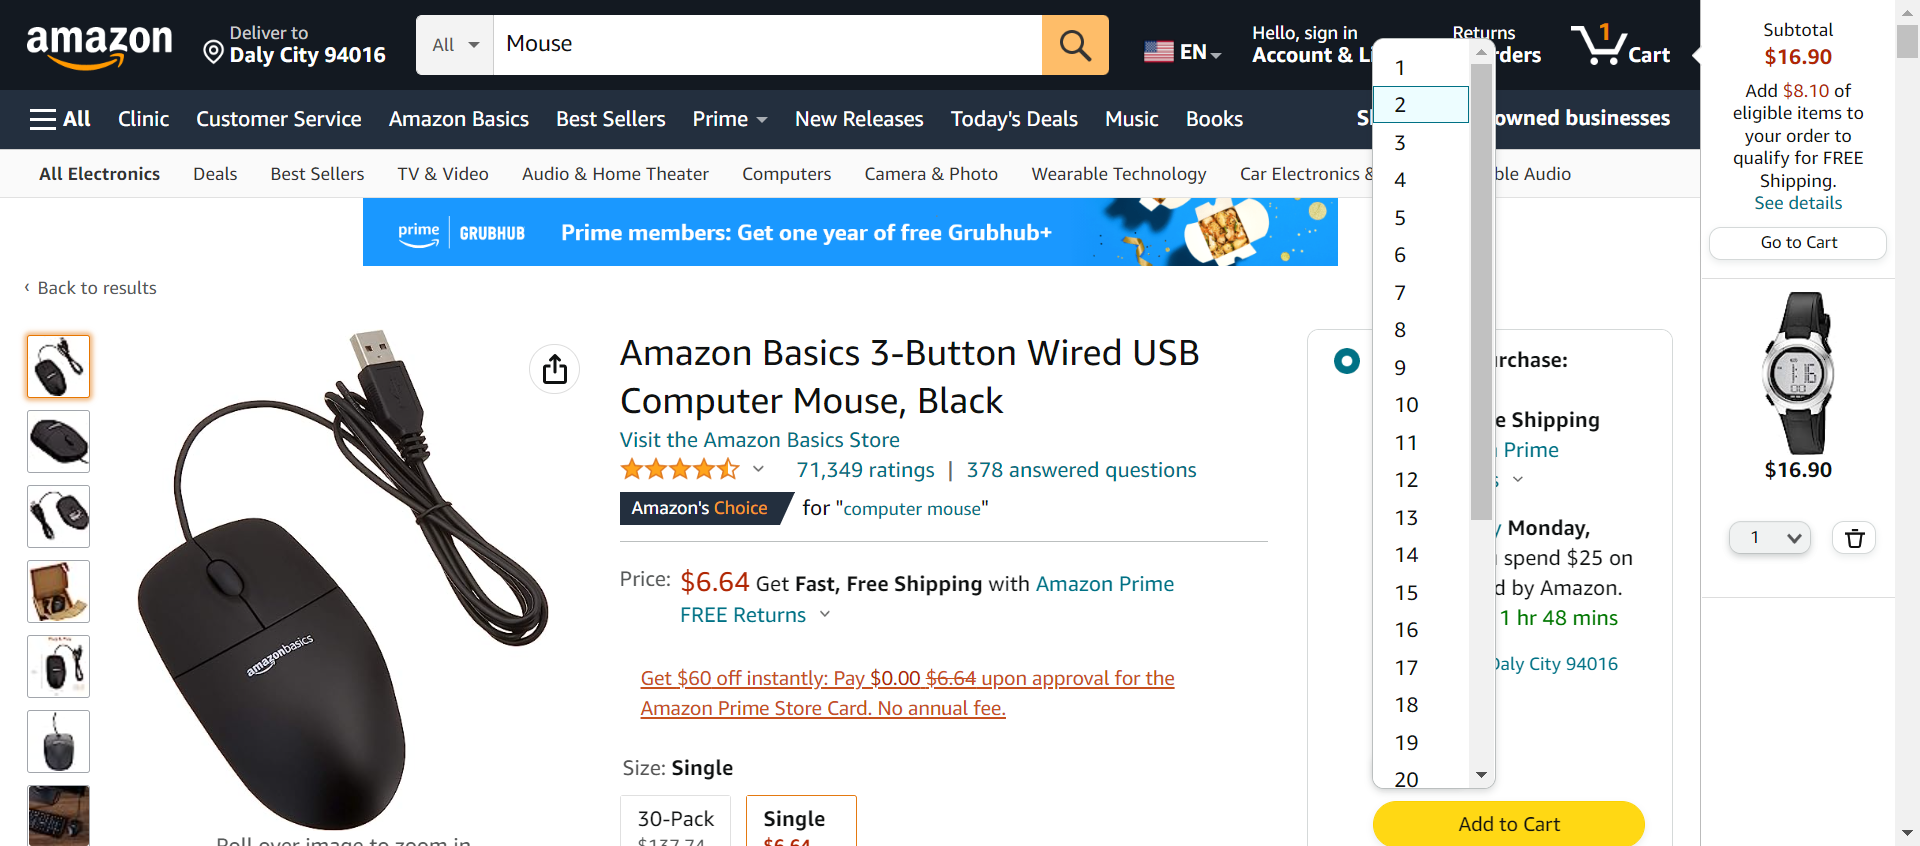 amazon
Deliver to
Daly City 94016
All
Mouse
EN
Hello, sign in
Account & Li
Returns
rders
1
Cart
All
Clinic
Customer Service
Amazon Basics
Best Sellers
Prime
New Releases
Today's Deals
Music
Books
owned businesses
All Electronics
Deals
Best Sellers
TV & Video
Audio & Home Theater
Computers
Camera & Photo
Wearable Technology
Car Electronics &
ble Audio
prime
GRUBHUB
Prime members: Get one year of free Grubhub+
‹ Back to results
amazonbasics
Roll over image to zoom in
Amazon Basics 3-Button Wired USB
Computer Mouse, Black
Visit the Amazon Basics Store
71,349 ratings | 378 answered questions
Amazon's Choice for "computer mouse"
Price: $6.64 Get Fast, Free Shipping with Amazon Prime
FREE Returns
Get $60 off instantly: Pay $0.00 $6.64 upon approval for the
Amazon Prime Store Card. No annual fee.
Size: Single
30-Pack
$137.74
Single
$6.64
1
2
3
4
5
6
7
8
9
10
11
12
13
14
15
16
17
18
19
20
rchase:
e Shipping
Prime
s
y Monday,
spend $25 on
d by Amazon.
1 hr 48 mins
Daly City 94016
Add to Cart
Subtotal
$16.90
Add $8.10 of
eligible items to
your order to
qualify for FREE
Shipping.
See details
Go to Cart
1:16
$16.90
1